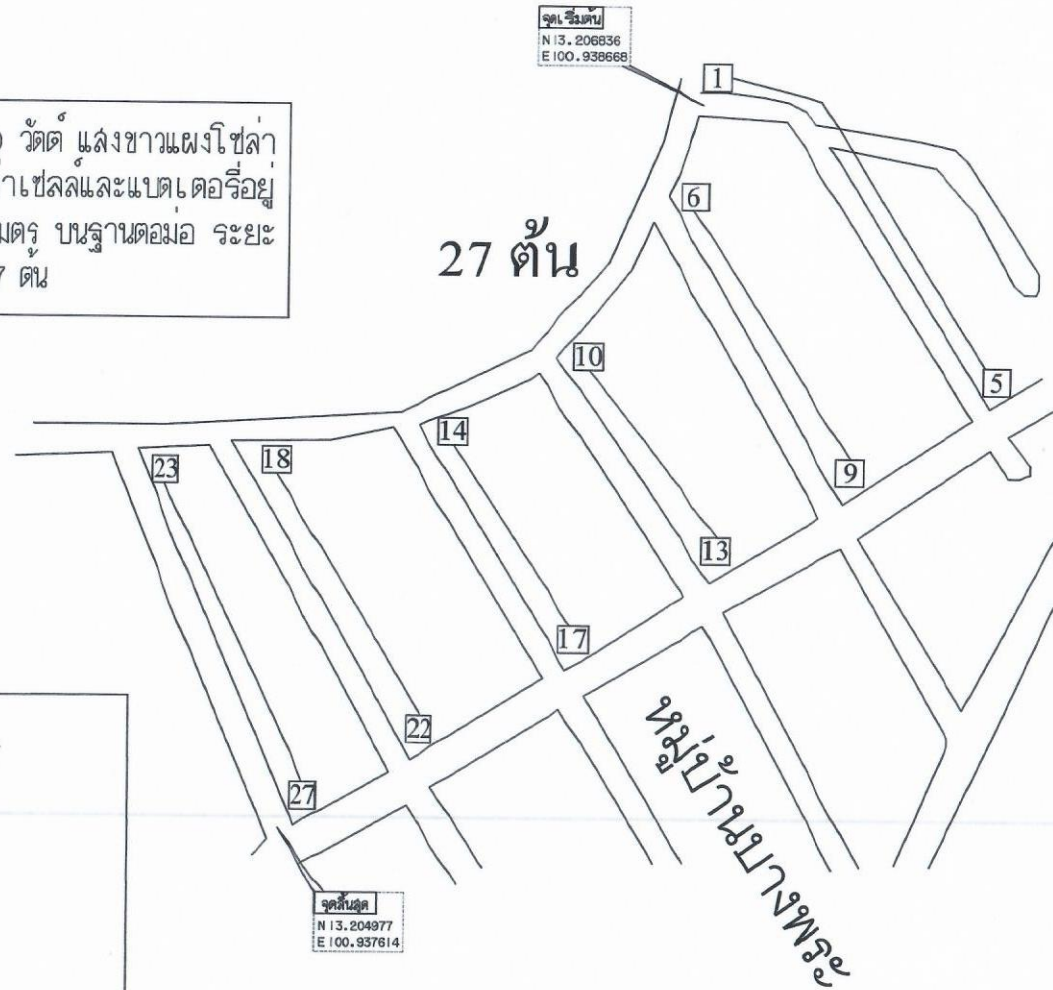 จุดเริ่มต้น
N 13.206836
E 100.938668
1
วัตต์ แสงขาวแผงโซล่า
าเซลล์และแบตเตอรี่อยู่
มตร บนฐานตอม่อ ระยะ
7 ต้น
6
27 ต้น
10
5
14
23
18
9
13
17
22
27
หมู่บ้านบางพระ
จุดสิ้นสุด
N 13.204977
E 100.937614